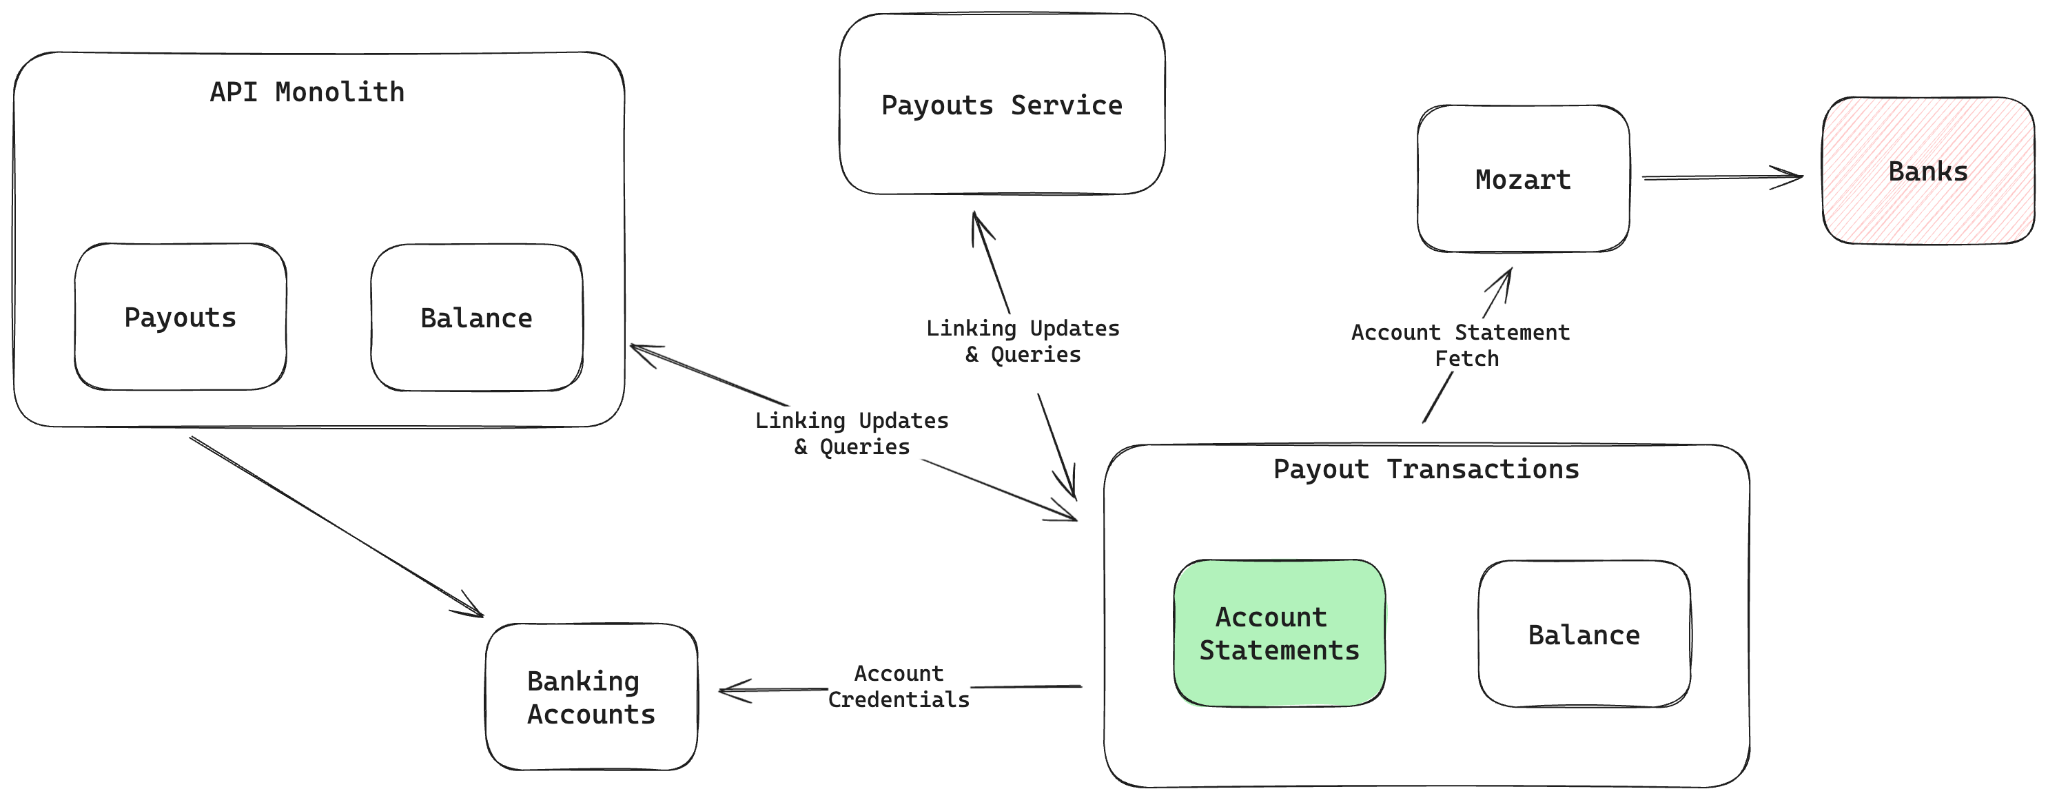 API Monolith
Payouts
Balance
Payouts Service
Mozart
Banks
Linking Updates
& Queries
Account Statement
Fetch
Linking Updates
& Queries
Payout Transactions
Account
Statements
Balance
Banking
Accounts
Account
Credentials